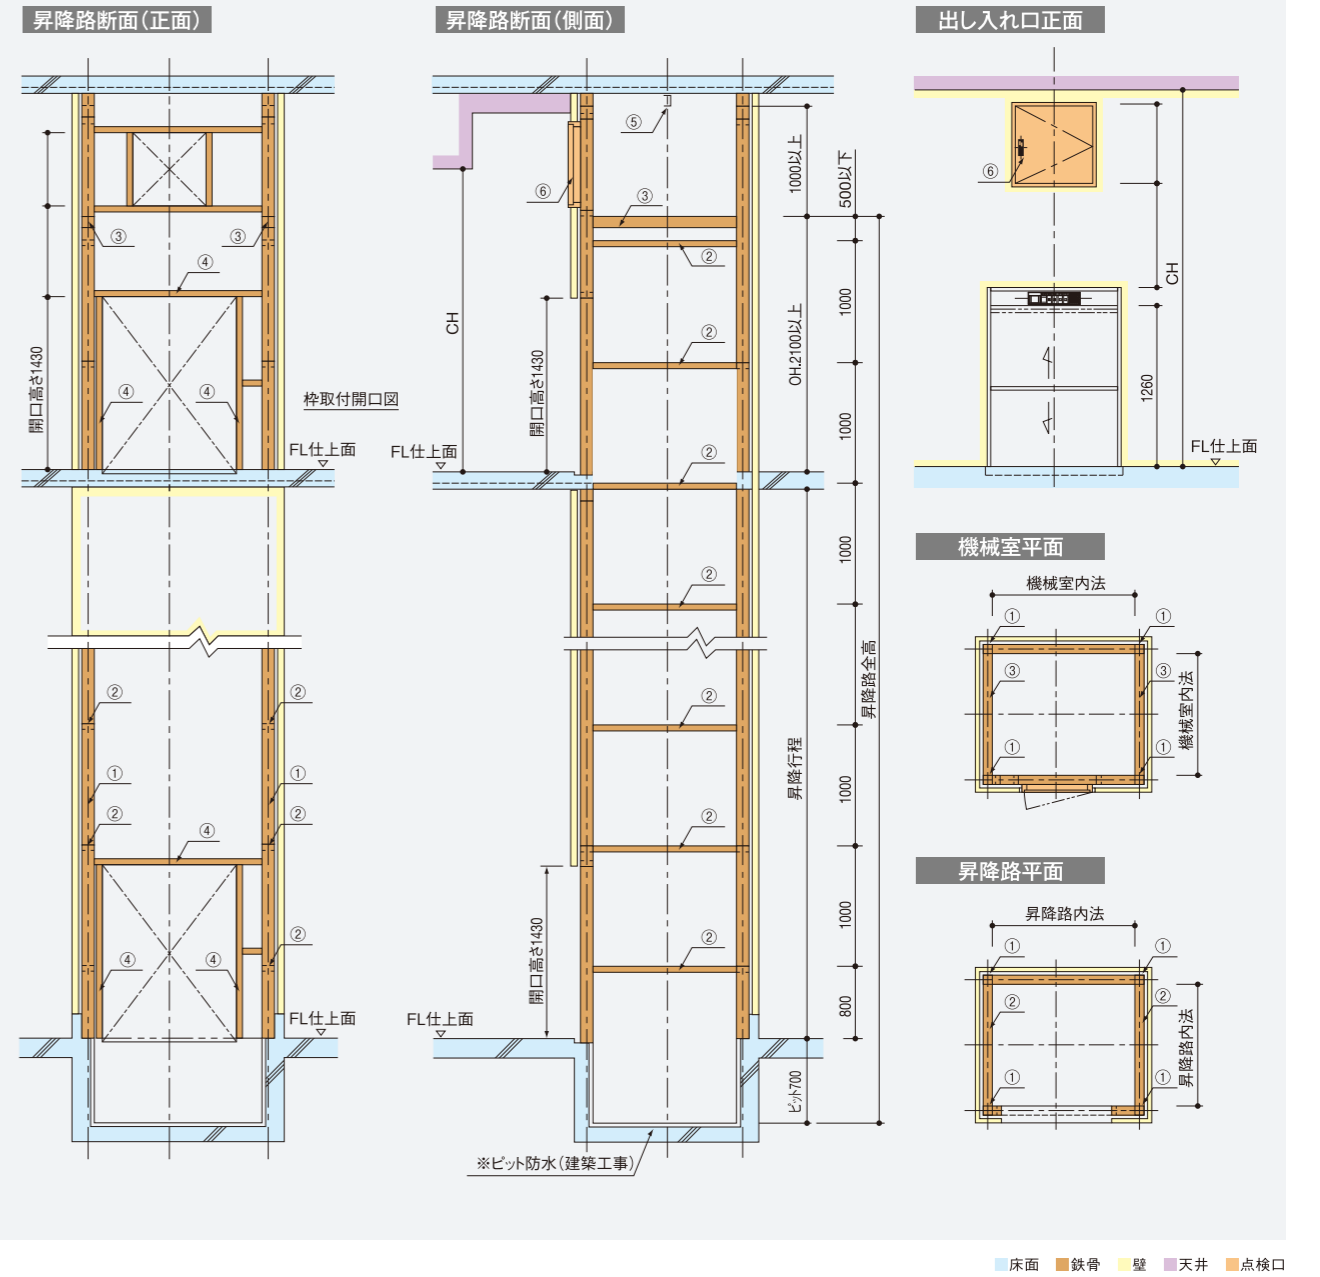 昇降路断面(正面)
③
③
④
開口高さ1430
④
④
枠取付開口図
FL仕上面
②
②
①
①
②
②
④
②
④
④
FL仕上面
昇降路断面(側面)
⑤
⑥
③
②
CH
②
開口高さ1430
FL仕上面
②
②
②
②
②
開口高さ1430
FL仕上面
※ピット防水(建築工事)
1000以上
OH.2100以上
昇降行程
ピット700
500以下
1000
1000
1000
1000
1000
800
昇降路全高
出し入れ口正面
⑥
CH
1260
FL仕上面
機械室平面
機械室内法
①
①
③
③
①
①
機械室内法
昇降路平面
昇降路内法
①
①
②
②
①
①
昇降路内法
床面 鉄骨 壁 天井 点検口